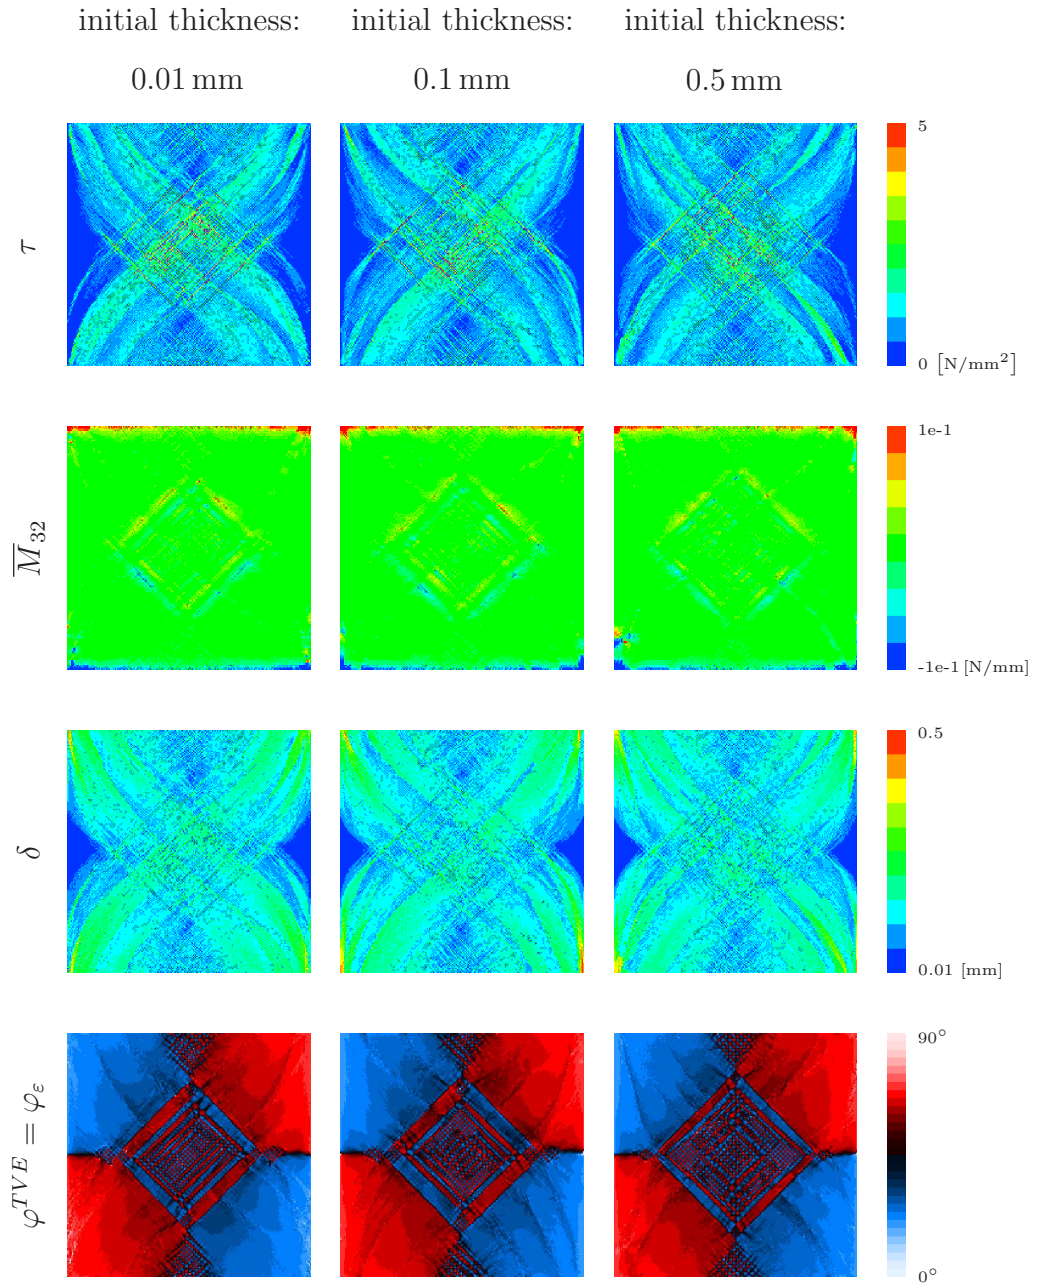 initial thickness: initial thickness: initial thickness:
0.01 mm 0.1 mm 0.5 mm
τ
5
0 [N/mm²]
M̅₃₂
1e-1
-1e-1 [N/mm]
δ
0.5
0.01 [mm]
φᵀⱽᴱ = φ_ε
90°
0°